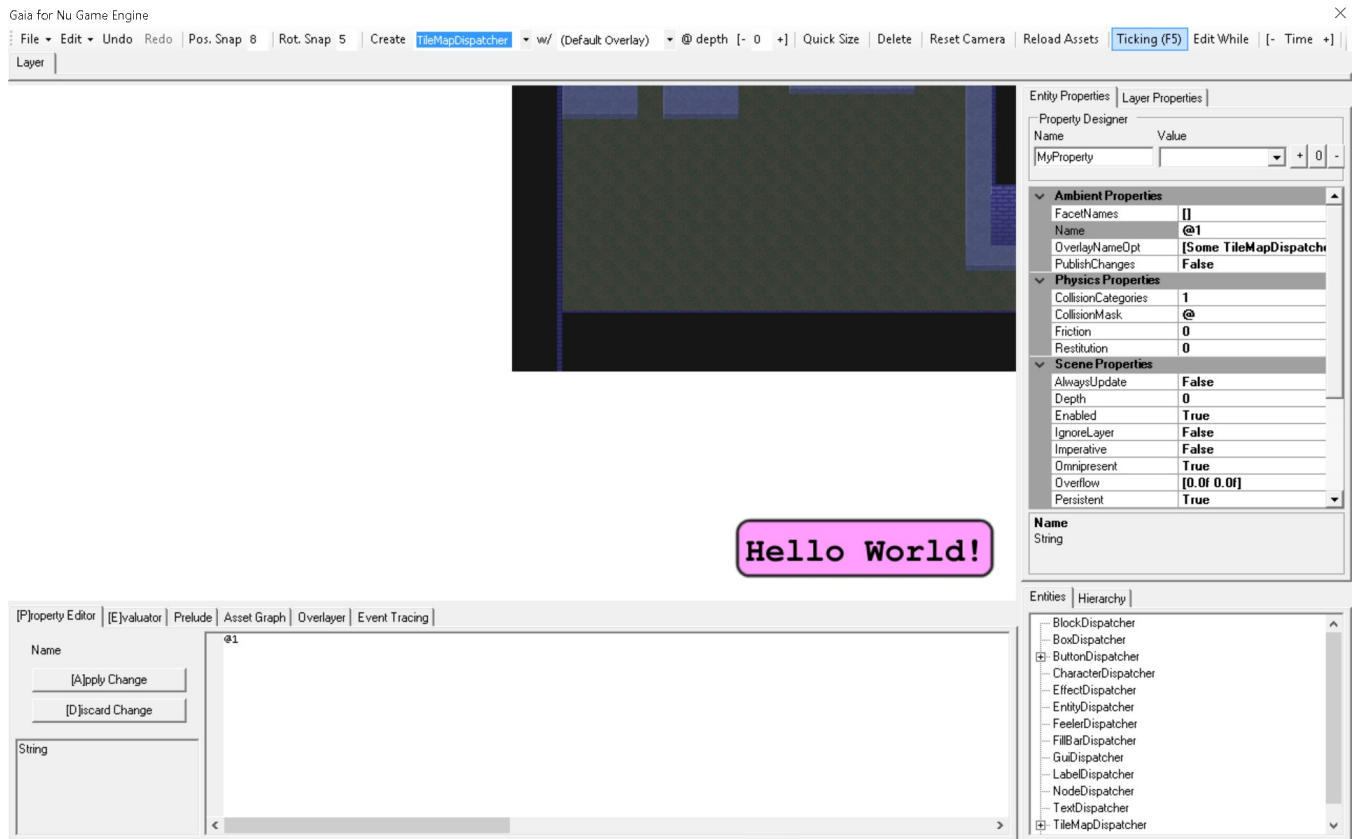 Gaia for Nu Game Engine
File Edit Undo Redo Pos. Snap 8 Rot. Snap 5 Create TileMapDispatcher w/ (Default Overlay) @ depth [- 0 +] Quick Size Delete Reset Camera Reload Assets Ticking (F5) Edit While [- Time +]
Layer
Entity Properties Layer Properties
Property Designer
Name Value
MyProperty + 0 -
Ambient Properties
FacetNames []
Name @1
OverlayNameOpt [Some TileMapDispatche
PublishChanges False
Physics Properties
CollisionCategories 1
CollisionMask @
Friction 0
Restitution 0
Scene Properties
AlwaysUpdate False
Depth 0
Enabled True
IgnoreLayer False
Imperative False
Omnipresent True
Overflow [0.0f 0.0f]
Persistent True
Name
String
Hello World!
[P]roperty Editor [E]valuator Prelude Asset Graph Overlayer Event Tracing
Name
[A]pply Change
[D]iscard Change
String
@1
Entities Hierarchy
BlockDispatcher
BoxDispatcher
ButtonDispatcher
CharacterDispatcher
EffectDispatcher
EntityDispatcher
FeelerDispatcher
FillBarDispatcher
GuiDispatcher
LabelDispatcher
NodeDispatcher
TextDispatcher
TileMapDispatcher